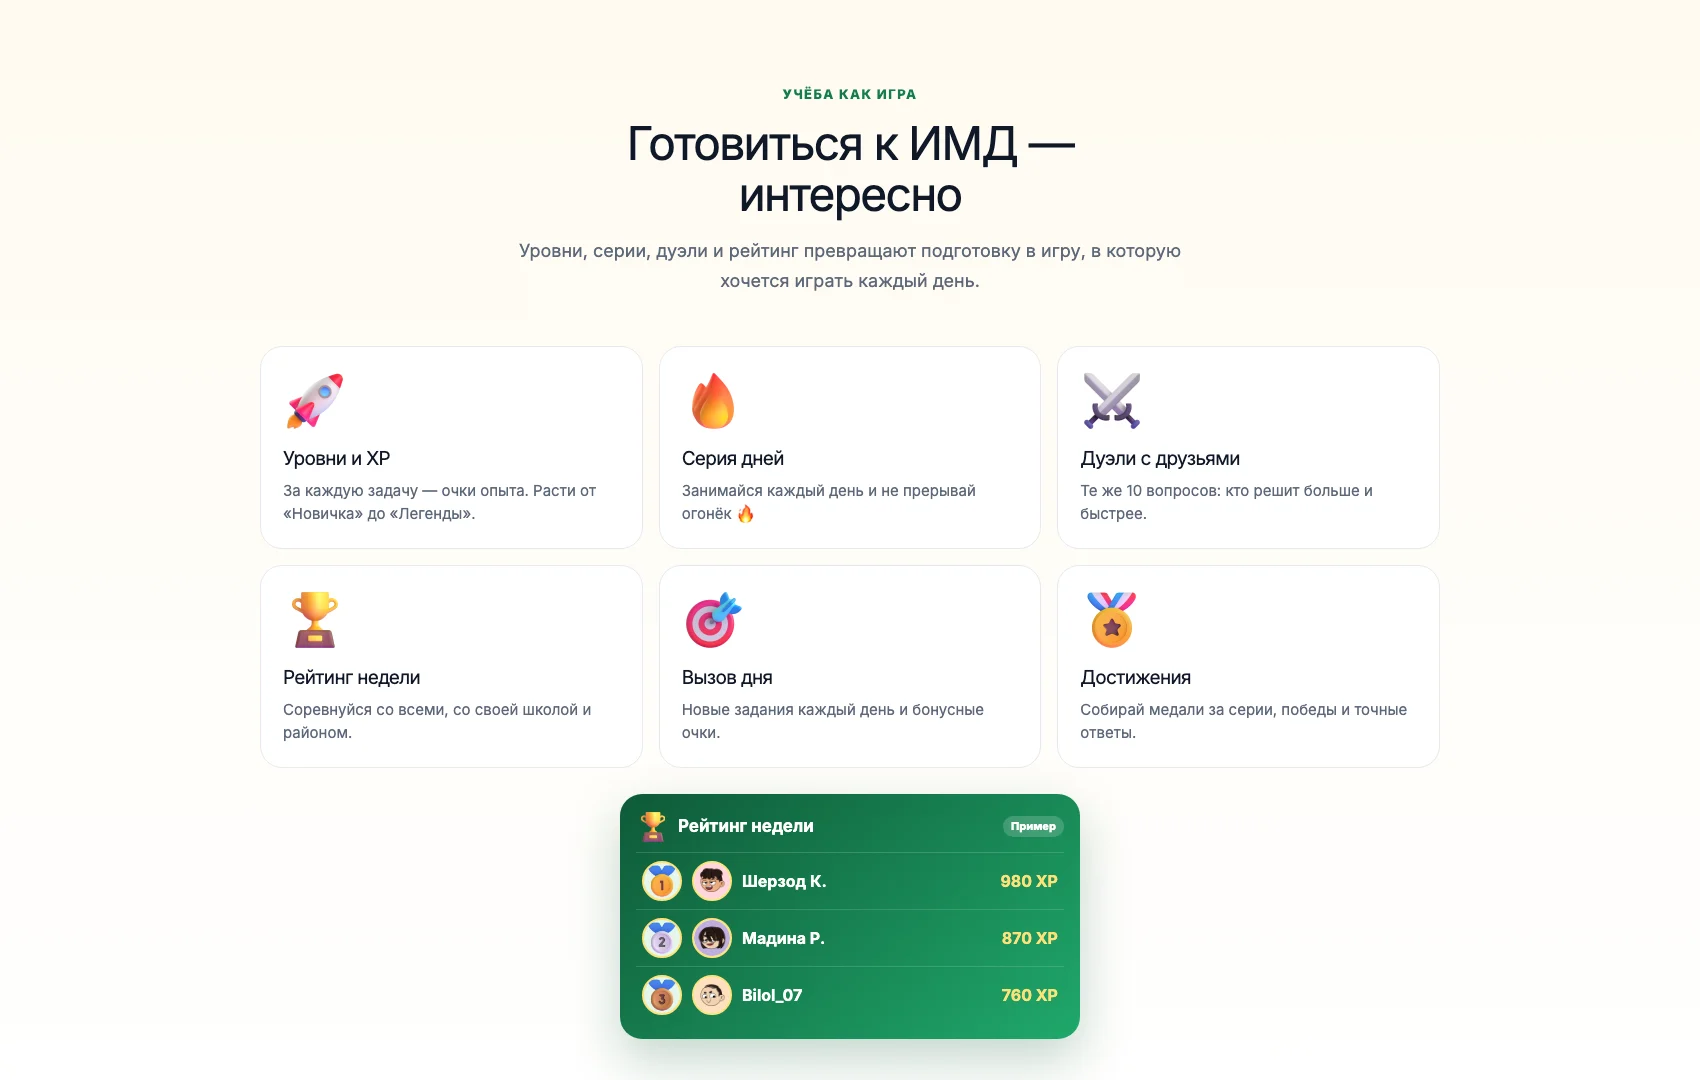 УЧЁБА КАК ИГРА
Готовиться к ИМД —
интересно
Уровни, серии, дуэли и рейтинг превращают подготовку в игру, в которую
хочется играть каждый день.
Уровни и XP
За каждую задачу — очки опыта. Расти от
«Новичка» до «Легенды».
Серия дней
Занимайся каждый день и не прерывай
огонёк 🔥
Дуэли с друзьями
Те же 10 вопросов: кто решит больше и
быстрее.
Рейтинг недели
Соревнуйся со всеми, со своей школой и
районом.
Вызов дня
Новые задания каждый день и бонусные
очки.
Достижения
Собирай медали за серии, победы и точные
ответы.
Рейтинг недели
Пример
1 Шерзод К. 980 XP
2 Мадина Р. 870 XP
3 Bilol_07 760 XP